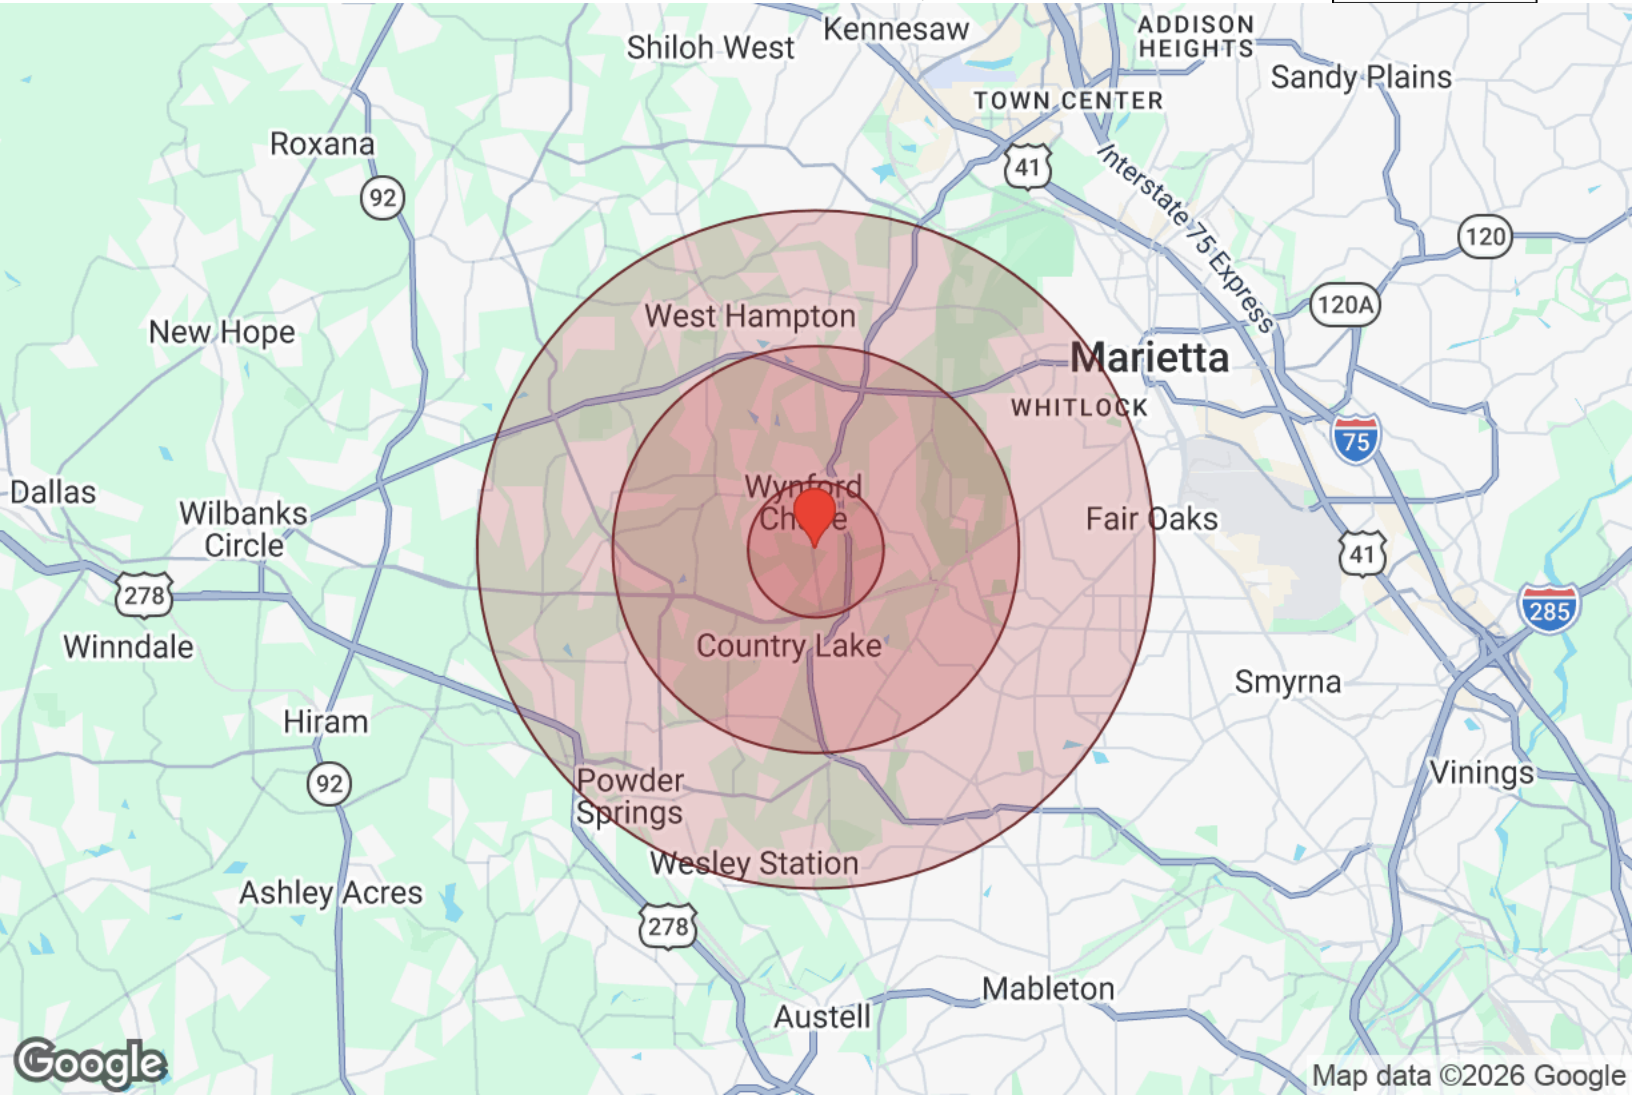 Kennesaw
ADDISON
HEIGHTS
Shiloh West
Sandy Plains
TOWN CENTER
Roxana
41
Interstate 75 Express
92
120
120A
West Hampton
New Hope
Marietta
WHITLOCK
75
Wynford
Dallas
Wilbanks
Circle
Fair Oaks
41
278
285
Winndale
Country Lake
Smyrna
Hiram
92
Powder
Springs
Vinings
Wesley Station
Ashley Acres
278
Mableton
Austell
Google
Map data ©2026 Google